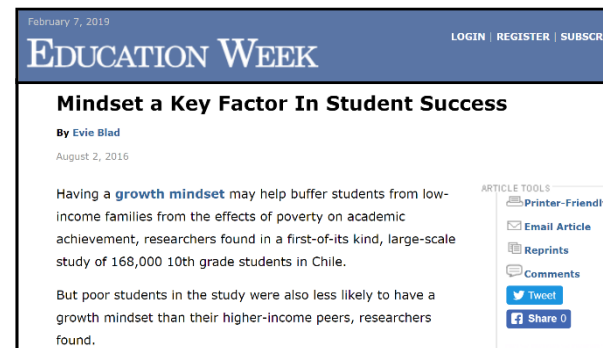 February 7, 2019
EDUCATION WEEK
LOGIN | REGISTER | SUBSCR
Mindset a Key Factor In Student Success
By Evie Blad
August 2, 2016
Having a growth mindset may help buffer students from low-
income families from the effects of poverty on academic
achievement, researchers found in a first-of-its kind, large-scale
study of 168,000 10th grade students in Chile.
But poor students in the study were also less likely to have a
growth mindset than their higher-income peers, researchers
found.
ARTICLE TOOLS
Printer-Friendl
Email Article
Reprints
Comments
Tweet
Share 0